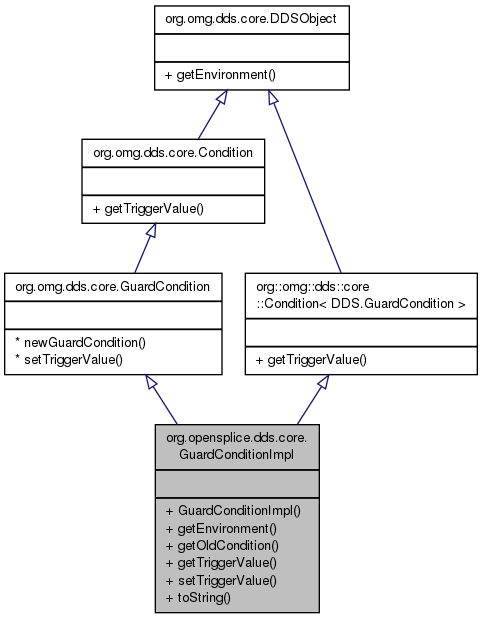 org.omg.dds.core.DDSObject
+ getEnvironment()
org.omg.dds.core.Condition
+ getTriggerValue()
org.omg.dds.core.GuardCondition
* newGuardCondition()
* setTriggerValue()
org::omg::dds::core
::Condition< DDS.GuardCondition >
+ getTriggerValue()
org.opensplice.dds.core.
GuardConditionImpl
+ GuardConditionImpl()
+ getEnvironment()
+ getOldCondition()
+ getTriggerValue()
+ setTriggerValue()
+ toString()